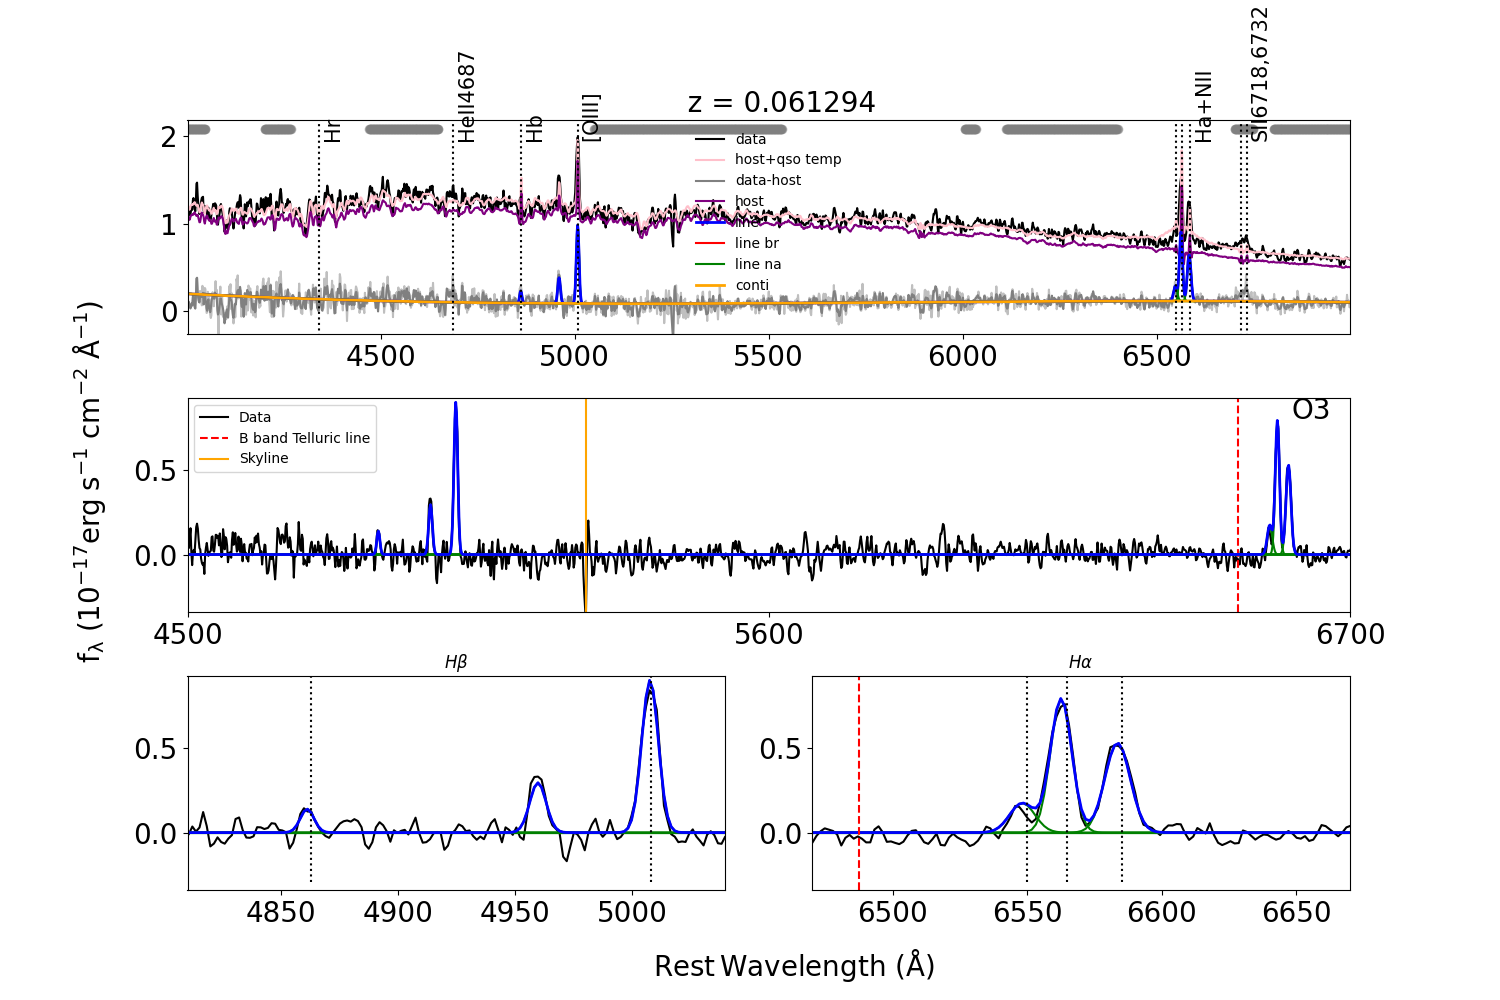 z = 0.061294
Hr
HeII4687
Hb
[OIII]
Ha+NII
SII6718,6732
data
host+qso temp
data-host
host
line
line br
line na
conti
2
1
0
4500 5000 5500 6000 6500
fλ (10⁻¹⁷erg s⁻¹ cm⁻² Å⁻¹)
Data
B band Telluric line
Skyline
O3
0.5
0.0
4500 5600 6700
Hβ
0.5
0.0
4850 4900 4950 5000
Hα
0.5
0.0
6500 6550 6600 6650
Rest Wavelength (Å)